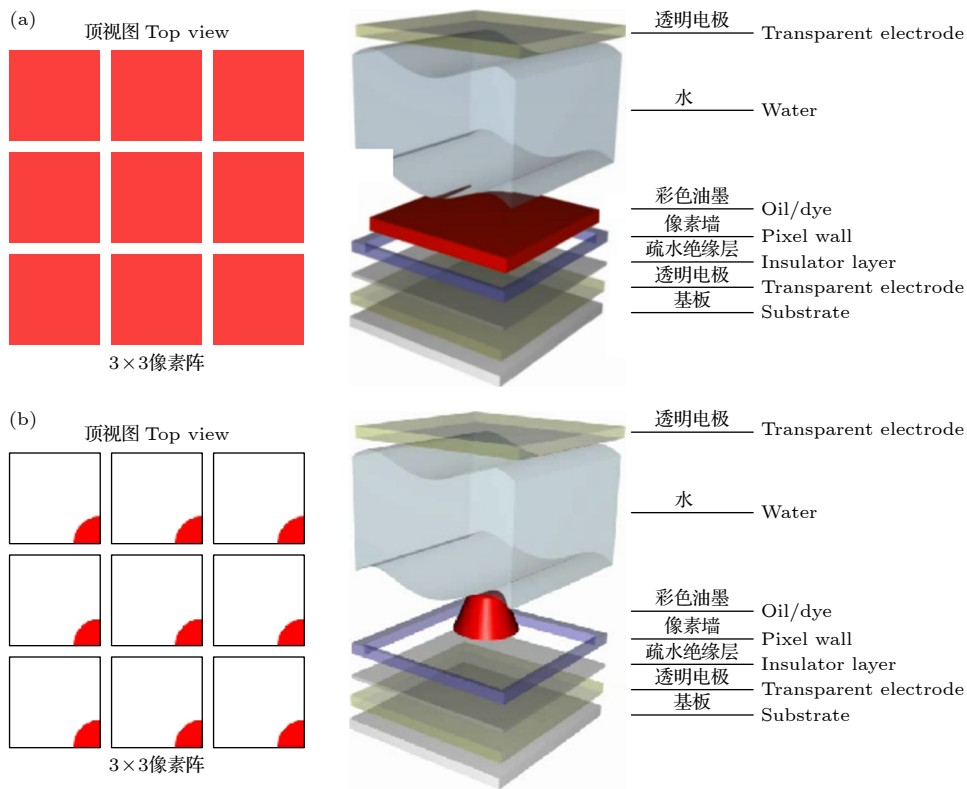 (a)
顶视图 Top view
3×3像素阵
透明电极
Transparent electrode
水
Water
彩色油墨
Oil/dye
像素墙
Pixel wall
疏水绝缘层
Insulator layer
透明电极
Transparent electrode
基板
Substrate
(b)
顶视图 Top view
3×3像素阵
透明电极
Transparent electrode
水
Water
彩色油墨
Oil/dye
像素墙
Pixel wall
疏水绝缘层
Insulator layer
透明电极
Transparent electrode
基板
Substrate